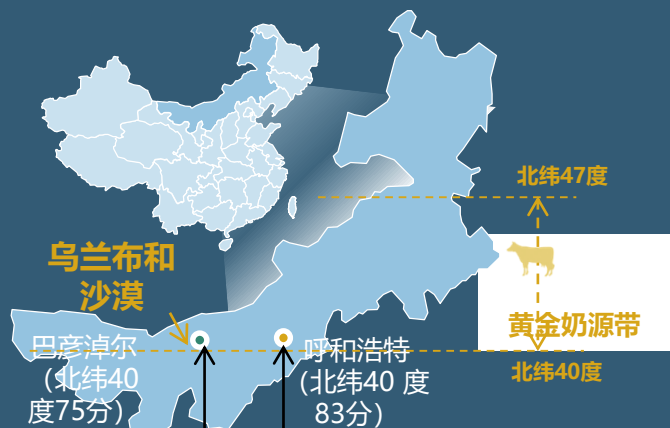 北纬47度
乌兰布和
沙漠
黄金奶源带
巴彦淖尔
（北纬40
度75分）
呼和浩特
（北纬40 度
83分）
北纬40度